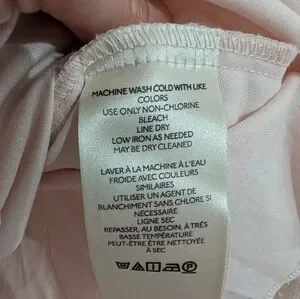 MACHINE WASH COLD WITH LIKE
COLORS
USE ONLY NON-CHLORINE
BLEACH
LINE DRY
LOW IRON AS NEEDED
MAY BE DRY CLEANED
LAVER À LA MACHINE À L'EAU
FROIDE AVEC COULEURS
SIMILAIRES
UTILISER UN AGENT DE
BLANCHIMENT SANS CHLORE SI
NÉCESSAIRE
LIGNE SEC
REPASSER, AU BESOIN, À TRÉS
BASSE TEMPÉRATURE
PEUT-ÊTRE ÊTRE NETTOYÉE
À SEC